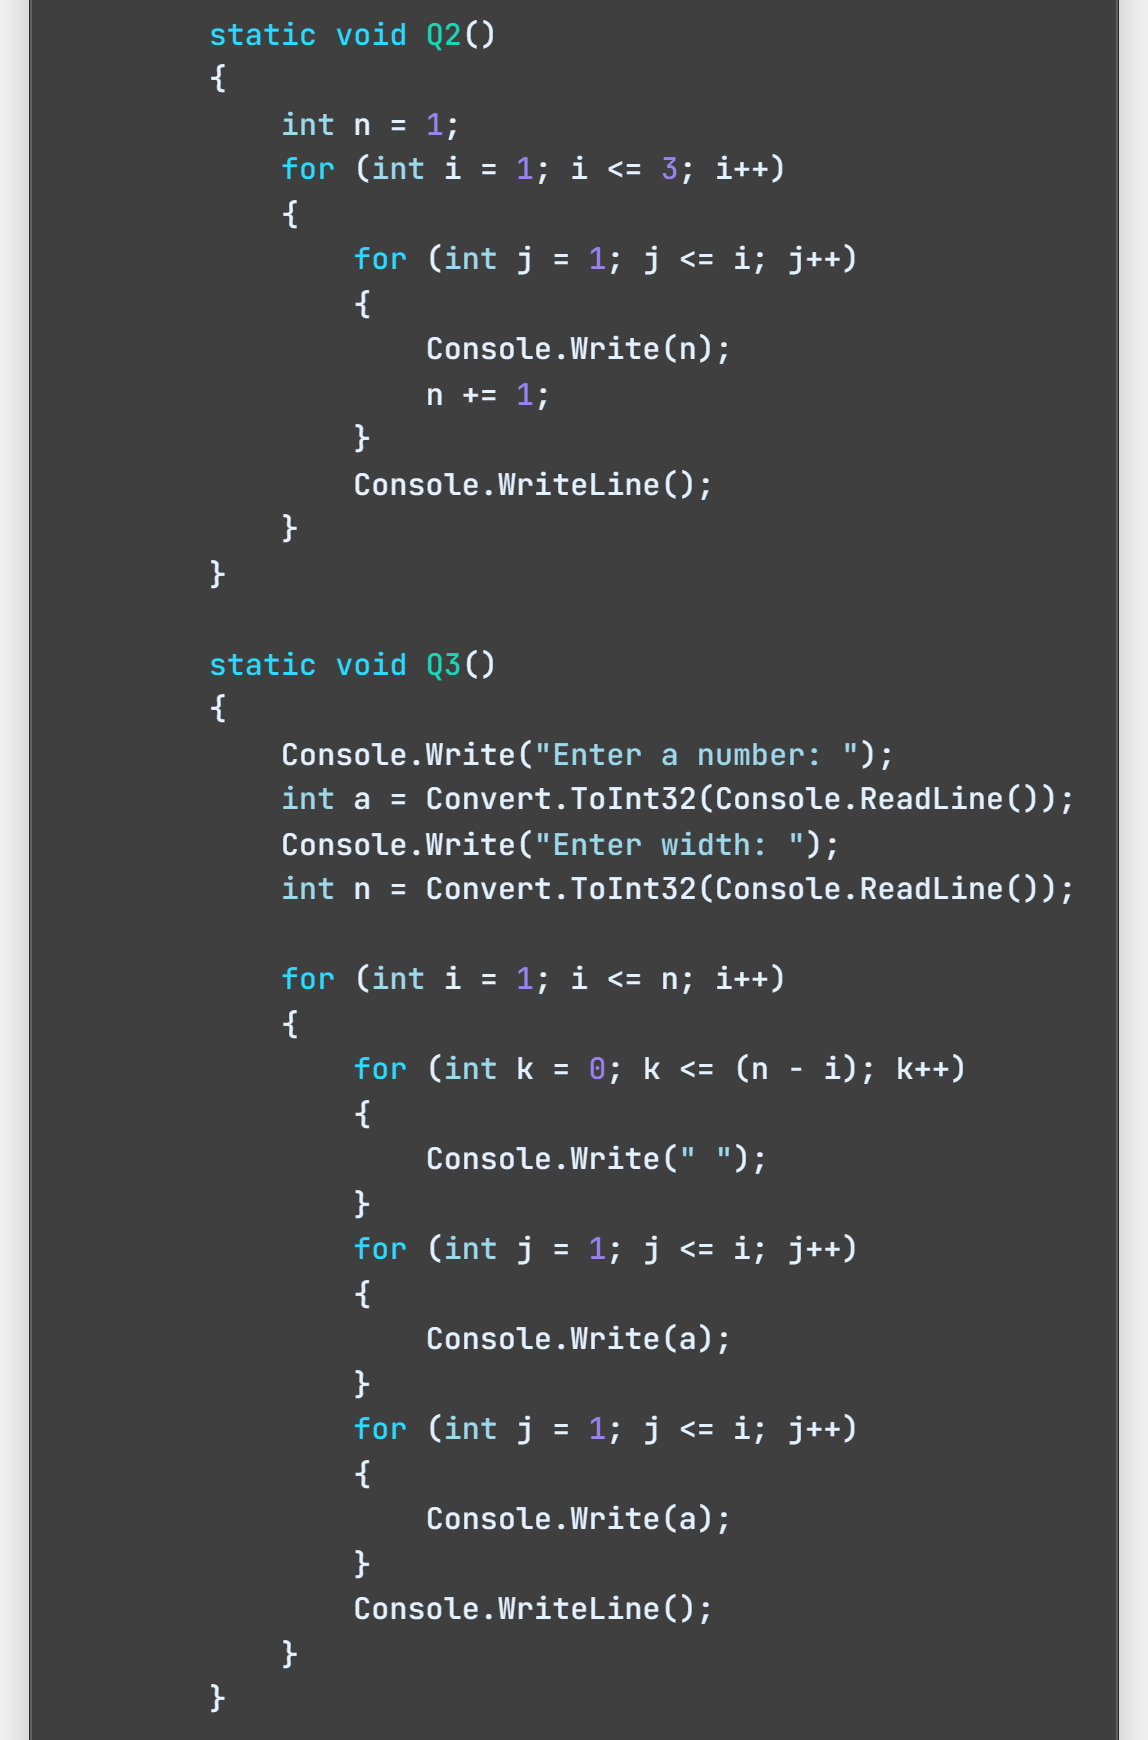 static void Q2()
{
    int n = 1;
    for (int i = 1; i <= 3; i++)
    {
        for (int j = 1; j <= i; j++)
        {
            Console.Write(n);
            n += 1;
        }
        Console.WriteLine();
    }
}

static void Q3()
{
    Console.Write("Enter a number: ");
    int a = Convert.ToInt32(Console.ReadLine());
    Console.Write("Enter width: ");
    int n = Convert.ToInt32(Console.ReadLine());

    for (int i = 1; i <= n; i++)
    {
        for (int k = 0; k <= (n - i); k++)
        {
            Console.Write(" ");
        }
        for (int j = 1; j <= i; j++)
        {
            Console.Write(a);
        }
        for (int j = 1; j <= i; j++)
        {
            Console.Write(a);
        }
        Console.WriteLine();
    }
}